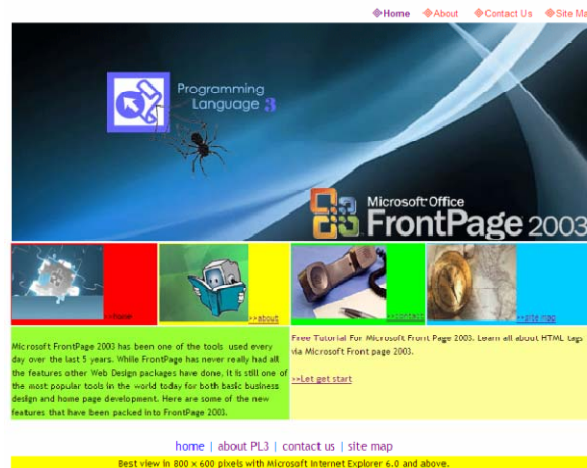 Home About Contact Us Site Ma
Programming
Language 3
Microsoft Office
FrontPage 2003
>>home >>about >>contact >>site map
Microsoft FrontPage 2003 has been one of the tools used every
day over the last 5 years. While FrontPage has never really had all
the features other Web Design packages have done, it is still one of
the most popular tools in the world today for both basic business
design and home page development. Here are some of the new
features that have been packed into FrontPage 2003.
Free Tutorial For Microsoft Front Page 2003. Learn all about HTML tags
via Microsoft Front page 2003.
>>Let get start
home | about PL3 | contact us | site map
Best view in 800 x 600 pixels with Microsoft Internet Explorer 6.0 and above.